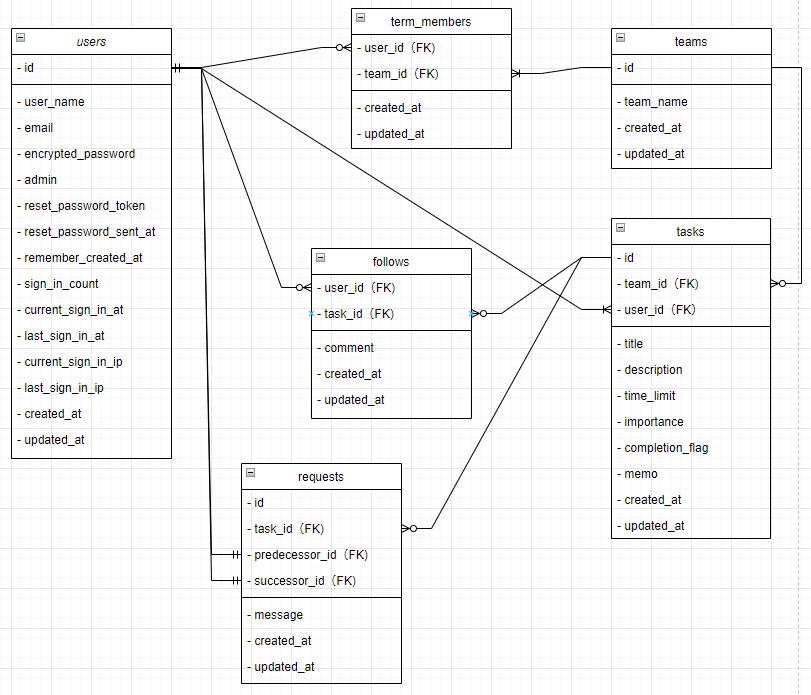 users
- id
- user_name
- email
- encrypted_password
- admin
- reset_password_token
- reset_password_sent_at
- remember_created_at
- sign_in_count
- current_sign_in_at
- last_sign_in_at
- current_sign_in_ip
- last_sign_in_ip
- created_at
- updated_at
term_members
- user_id（FK）
- team_id（FK）
- created_at
- updated_at
teams
- id
- team_name
- created_at
- updated_at
follows
- user_id（FK）
- task_id（FK）
- comment
- created_at
- updated_at
tasks
- id
- team_id（FK）
- user_id（FK）
- title
- description
- time_limit
- importance
- completion_flag
- memo
- created_at
- updated_at
requests
- id
- task_id（FK）
- predecessor_id（FK）
- successor_id（FK）
- message
- created_at
- updated_at